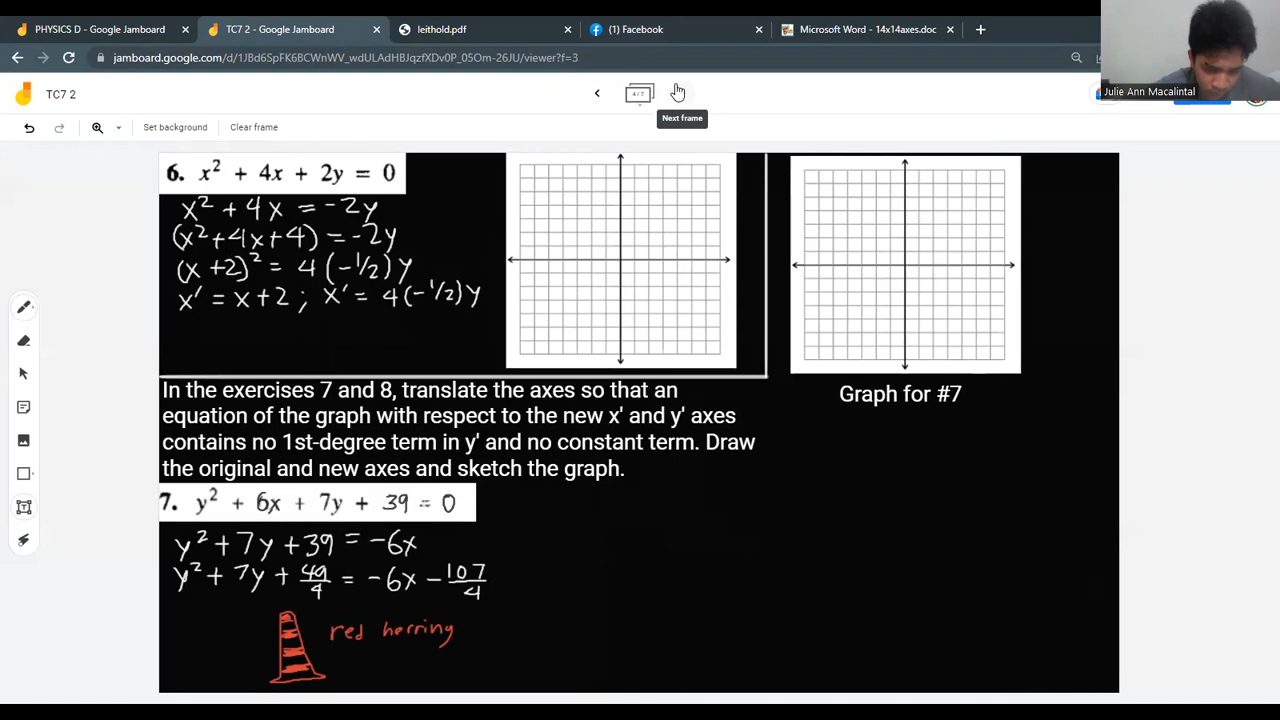 PHYSICS D - Google Jamboard
TC7 2 - Google Jamboard
leithold.pdf
(1) Facebook
Microsoft Word - 14x14axes.doc
jamboard.google.com/d/1JBd6SpFK6BCWnWV_wdULAdHBJqzfXDv0P_05Om-26JU/viewer?f=3
Julie Ann Macalintal
TC7 2
4 / 7
Next frame
Set background
Clear frame
6. x² + 4x + 2y = 0
x² + 4x = -2y
(x² + 4x + 4) = -2y
(x + 2)² = 4 (-1/2) y
x' = x + 2 ; x' = 4 (-1/2) y
Graph for #7
In the exercises 7 and 8, translate the axes so that an
equation of the graph with respect to the new x' and y' axes
contains no 1st-degree term in y' and no constant term. Draw
the original and new axes and sketch the graph.
7. y² + 6x + 7y + 39 = 0
y² + 7y + 39 = -6x
y² + 7y + 49/4 = -6x - 107/4
red herring